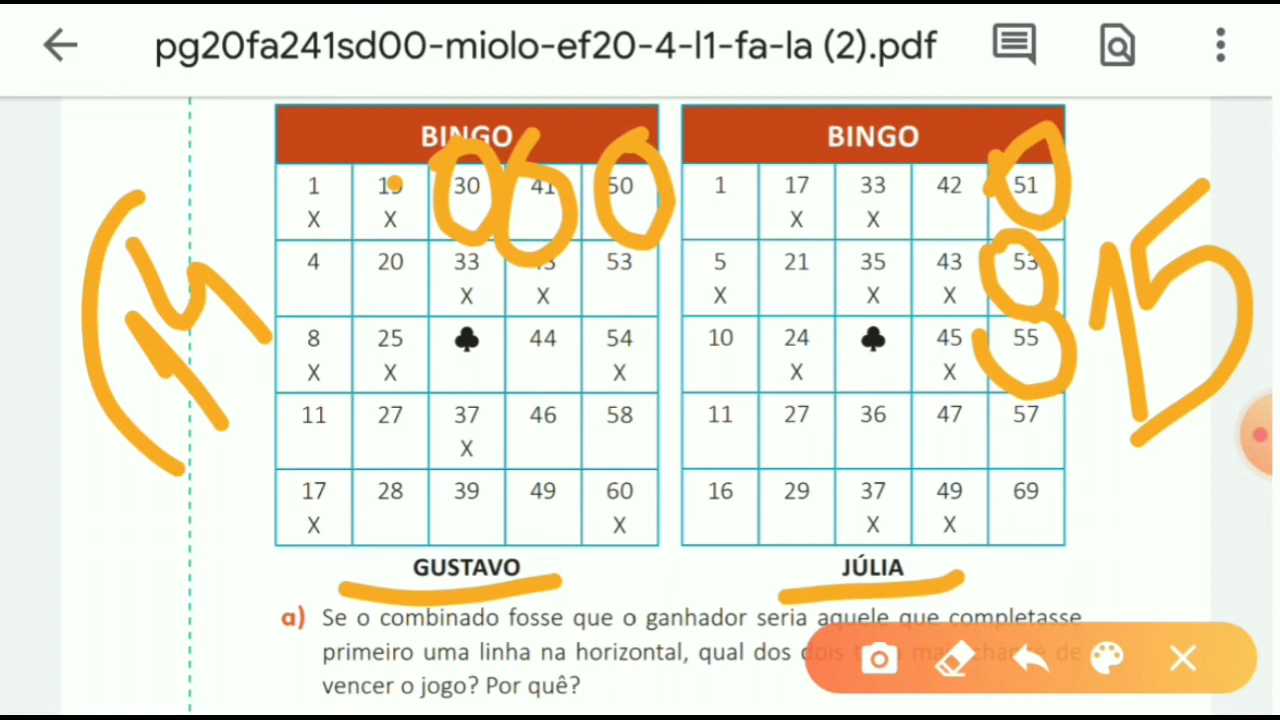 pg20fa241sd00-miolo-ef20-4-l1-fa-la (2).pdf
BINGO BINGO
1 30 41 50 1 17 33 42 51
X X X X
4 20 33 53 5 21 35 43 53
X X X X X
8 25 44 54 10 24 45 55
X X X X X
11 27 37 46 58 11 27 36 47 57
X
17 28 39 49 60 16 29 37 49 69
X X X X
14 15
GUSTAVO JÚLIA
a) Se o combinado fosse que o ganhador seria aquele que completasse
primeiro uma linha na horizontal, qual dos dois de
vencer o jogo? Por quê?